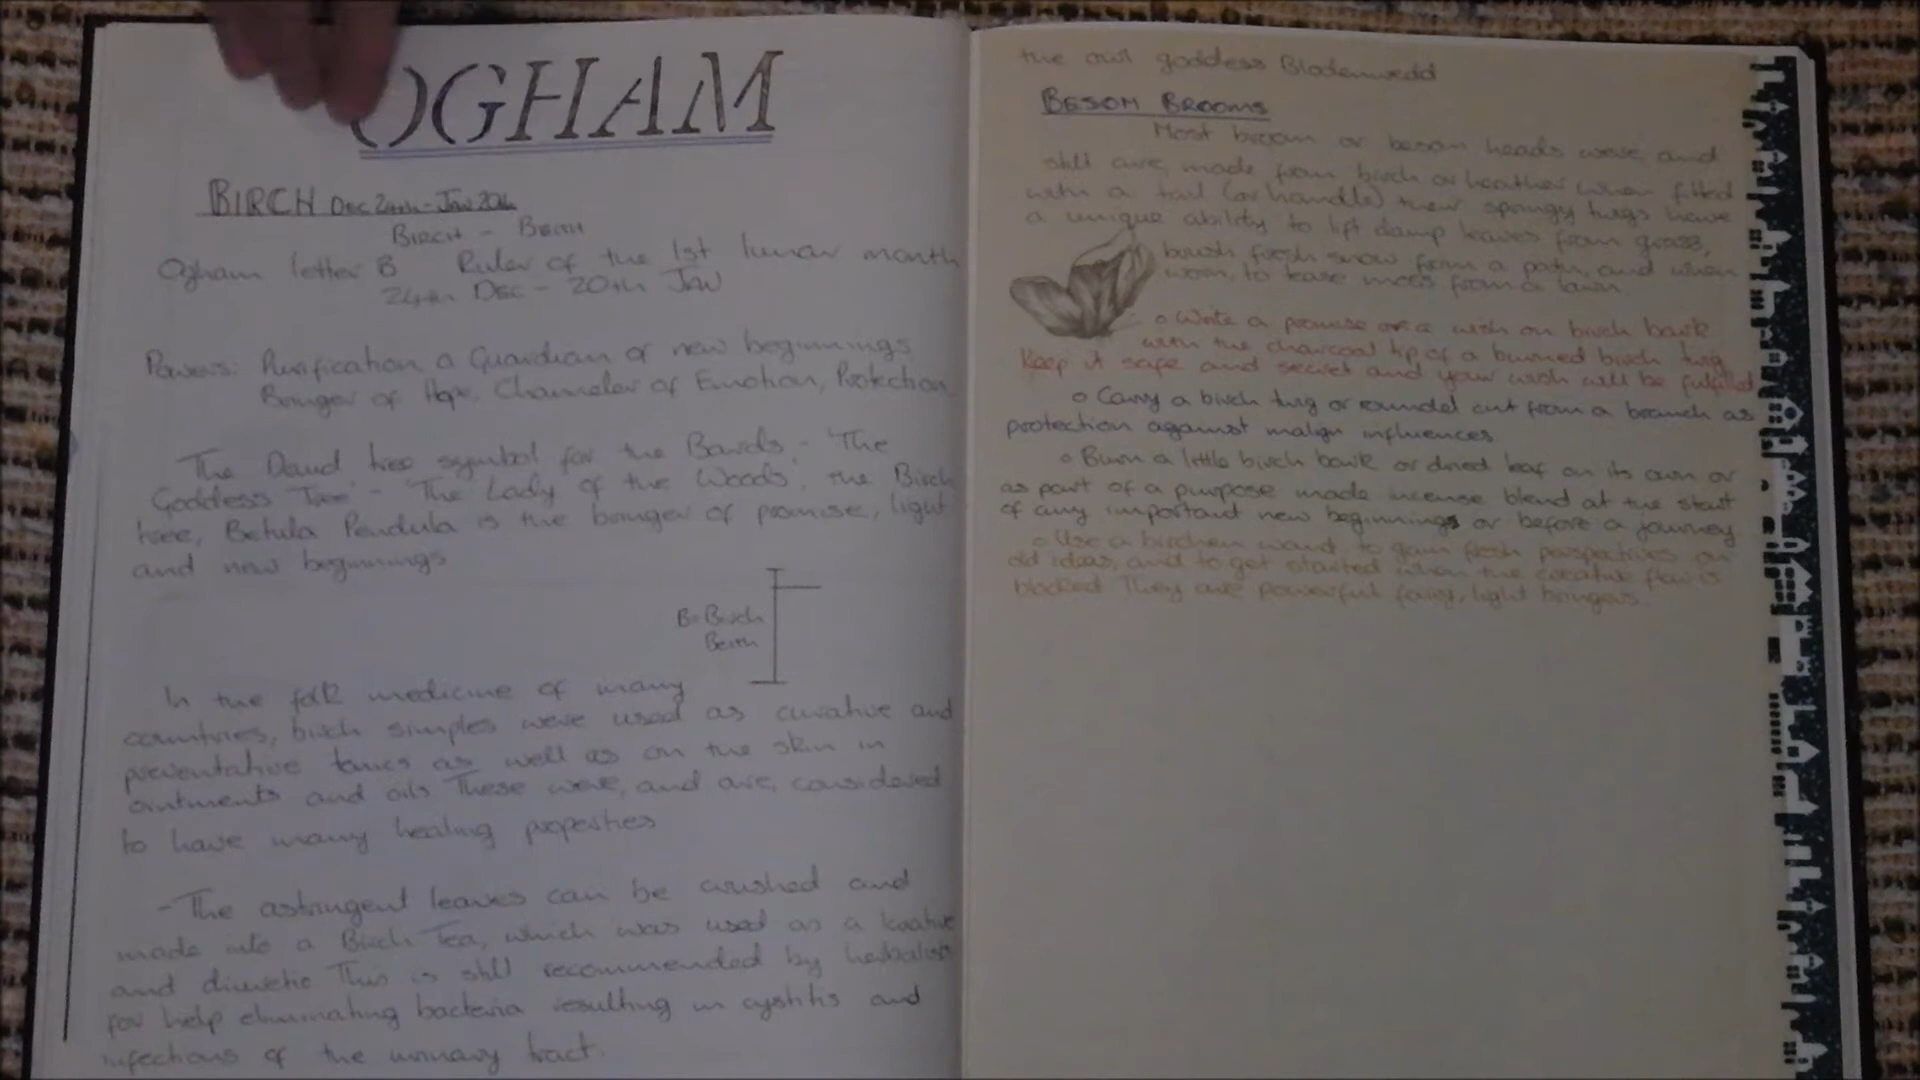 OGHAM
BIRCH Dec 24th - Jan 20th
BIRCH - BEITH
Ogham letter B Ruler of the 1st lunar month
24th Dec - 20th Jan
Powers: Purification a Guardian of new beginnings
Bringer of Hope, Channeler of Emotion, Protection
The tree symbol for the Bards - 'The
Goddess Tree' - 'The Lady of the Woods', the Birch
tree, Betula Pendula is the bringer of promise, light
and new beginnings
B = Birch
Beith
In the folk medicine of many
countries, birch simples were used as curative and
preventative tonics as well as on the skin in
ointments and oils These were, and are, considered
to have many healing properties
- The astringent leaves can be crushed and
made into a Birch Tea, which was used as a
and diuretic This is still recommended by herbalists
for help eliminating bacteria resulting in cystitis and
infections of the urinary tract.
the owl goddess Blodeuwedd
BESOM BROOMS
Most broom or besom heads were and
still are, made from birch or heather when fitted
with a tail (or handle) their springy twigs have
a unique ability to lift damp leaves from grass,
brush fresh snow from a path, and when
worn, to tease moss from a lawn.
o Write a promise or a wish on birch bark
with the charcoal tip of a burned birch twig
Keep it safe and secret and your wish will be fulfilled
o Carry a birch twig or roundel cut from a branch as
protection against malign influences.
o Burn a little birch bark or dried leaf on its own or
as part of a purpose made incense blend at the start
of any important new beginnings or before a journey
o Use a birchen wand to gain fresh perspectives on
old ideas, and to get started when the creative flow is
blocked They are powerful fairy, light bringers